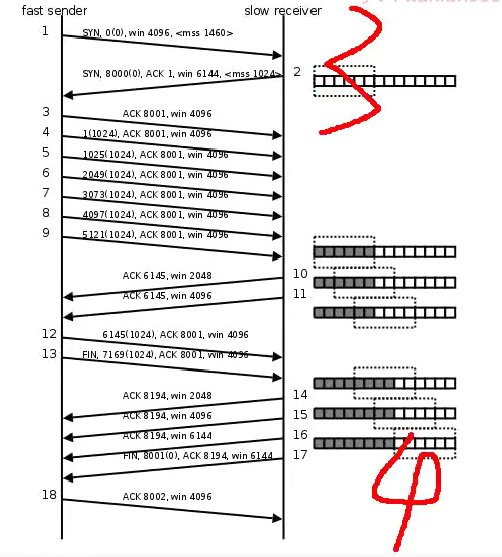 fast sender slow receiver
1 SYN, 0(0), win 4096, <mss 1460>
SYN, 8000(0), ACK 1, win 6144, <mss 1024> 2
3 ACK 8001, win 4096
4 1(1024), ACK 8001, win 4096
5 1025(1024), ACK 8001, win 4096
6 2049(1024), ACK 8001, win 4096
7 3073(1024), ACK 8001, win 4096
8 4097(1024), ACK 8001, win 4096
9 5121(1024), ACK 8001, win 4096
ACK 6145, win 2048 10
ACK 6145, win 4096 11
12 6145(1024), ACK 8001, win 4096
13 FIN, 7169(1024), ACK 8001, win 4096
ACK 8194, win 2048 14
ACK 8194, win 4096 15
ACK 8194, win 6144 16
FIN, 8001(0), ACK 8194, win 6144 17
18 ACK 8002, win 4096